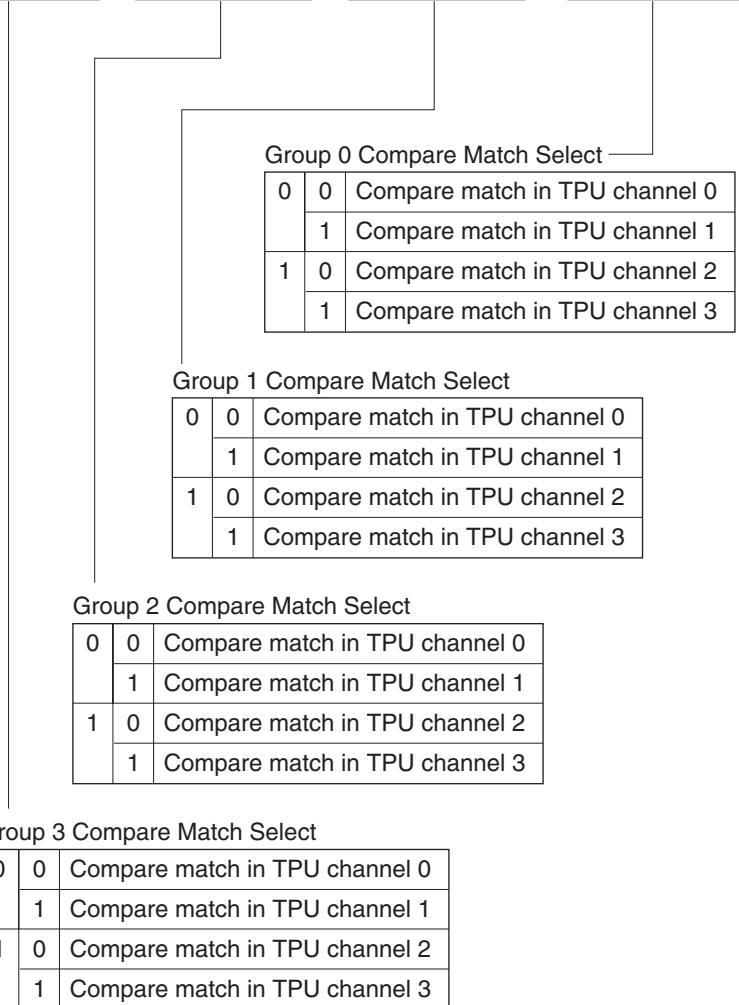 Group 0 Compare Match Select
0 0 Compare match in TPU channel 0
1 Compare match in TPU channel 1
1 0 Compare match in TPU channel 2
1 Compare match in TPU channel 3
Group 1 Compare Match Select
0 0 Compare match in TPU channel 0
1 Compare match in TPU channel 1
1 0 Compare match in TPU channel 2
1 Compare match in TPU channel 3
Group 2 Compare Match Select
0 0 Compare match in TPU channel 0
1 Compare match in TPU channel 1
1 0 Compare match in TPU channel 2
1 Compare match in TPU channel 3
roup 3 Compare Match Select
0 0 Compare match in TPU channel 0
1 Compare match in TPU channel 1
0 Compare match in TPU channel 2
1 Compare match in TPU channel 3